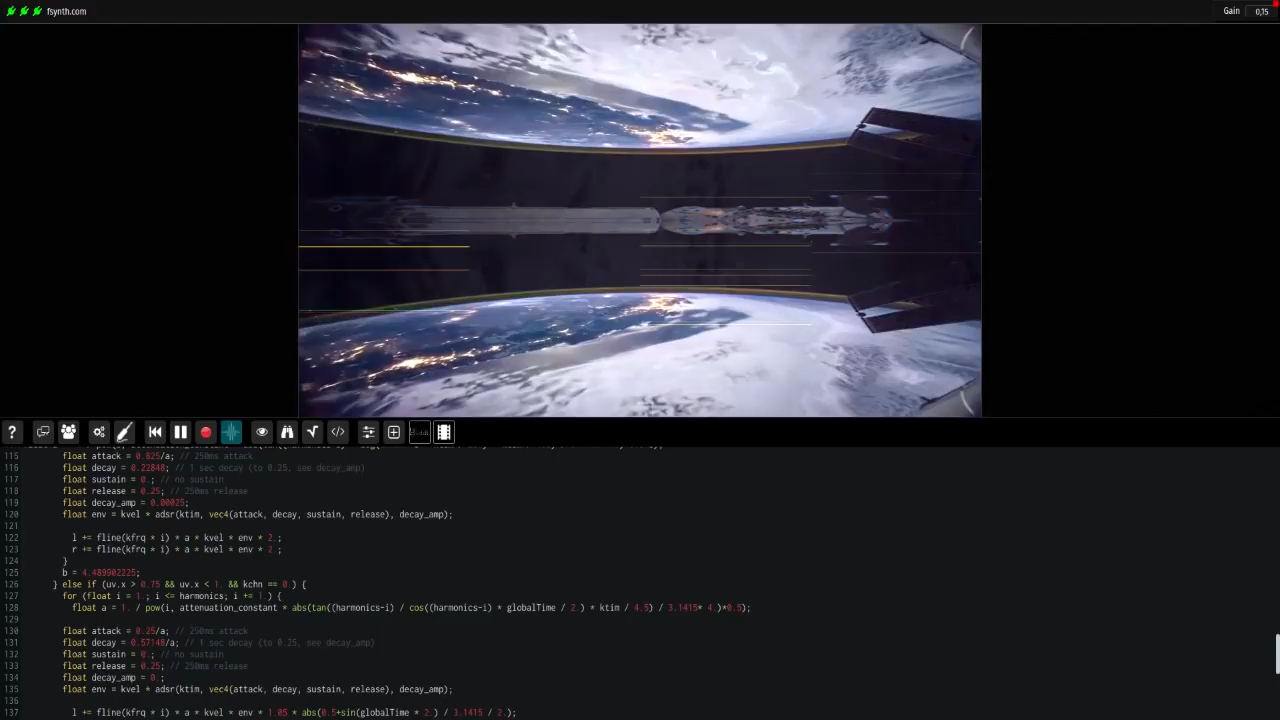 fsynth.com
Gain 0,15
115 float attack = 0.825/a; // 250ms attack
116 float decay = 0.22848; // 1 sec decay (to 0.25, see decay_amp)
117 float sustain = 0.; // no sustain
118 float release = 0.25; // 250ms release
119 float decay_amp = 0.00025;
120 float env = kvel * adsr(ktim, vec4(attack, decay, sustain, release), decay_amp);
121
122 l += fline(kfrq * i) * a * kvel * env * 2.;
123 r += fline(kfrq * i) * a * kvel * env * 2.;
124 }
125 b = 4.489902225;
126 } else if (uv.x > 0.75 && uv.x < 1. && kchn == 0.) {
127 for (float i = 1.; i <= harmonics; i += 1.) {
128 float a = 1. / pow(i, attenuation_constant * abs(tan((harmonics-i) / cos((harmonics-i) * globalTime / 2.) * ktim / 4.5) / 3.1415* 4.)*0.5);
129
130 float attack = 0.25/a; // 250ms attack
131 float decay = 0.57148/a; // 1 sec decay (to 0.25, see decay_amp)
132 float sustain = 0.; // no sustain
133 float release = 0.25; // 250ms release
134 float decay_amp = 0.;
135 float env = kvel * adsr(ktim, vec4(attack, decay, sustain, release), decay_amp);
136
137 l += fline(kfrq * i) * a * kvel * env * 1.05 * abs(0.5+sin(globalTime * 2.) / 3.1415 / 2.);